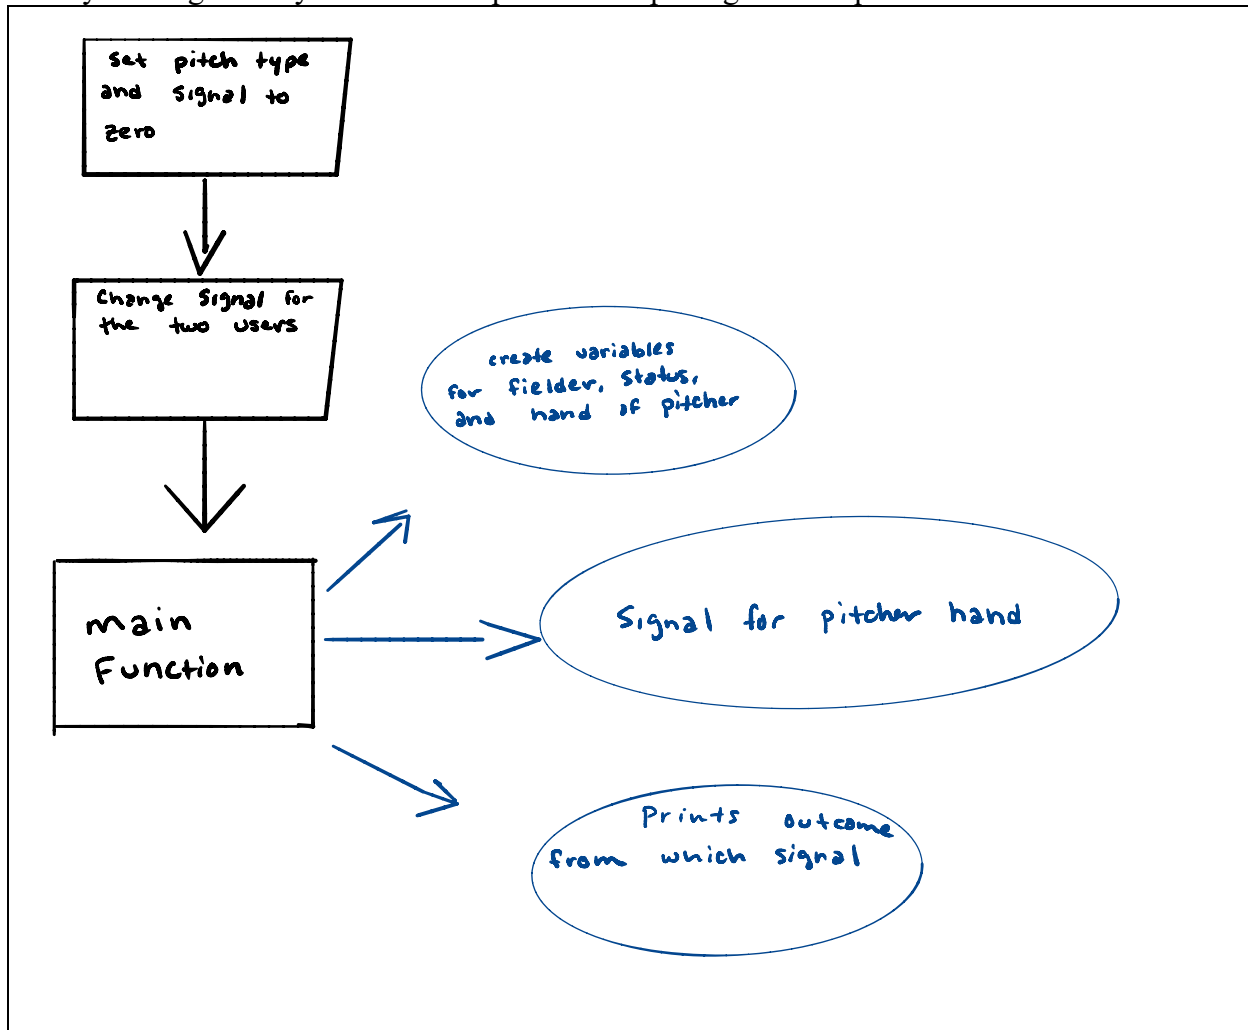 Set pitch type
and signal to
zero
Change Signal for
the two users
create variables
for fielder, status,
and hand of pitcher
main
Function
Signal for pitcher hand
Prints outcome
from which signal